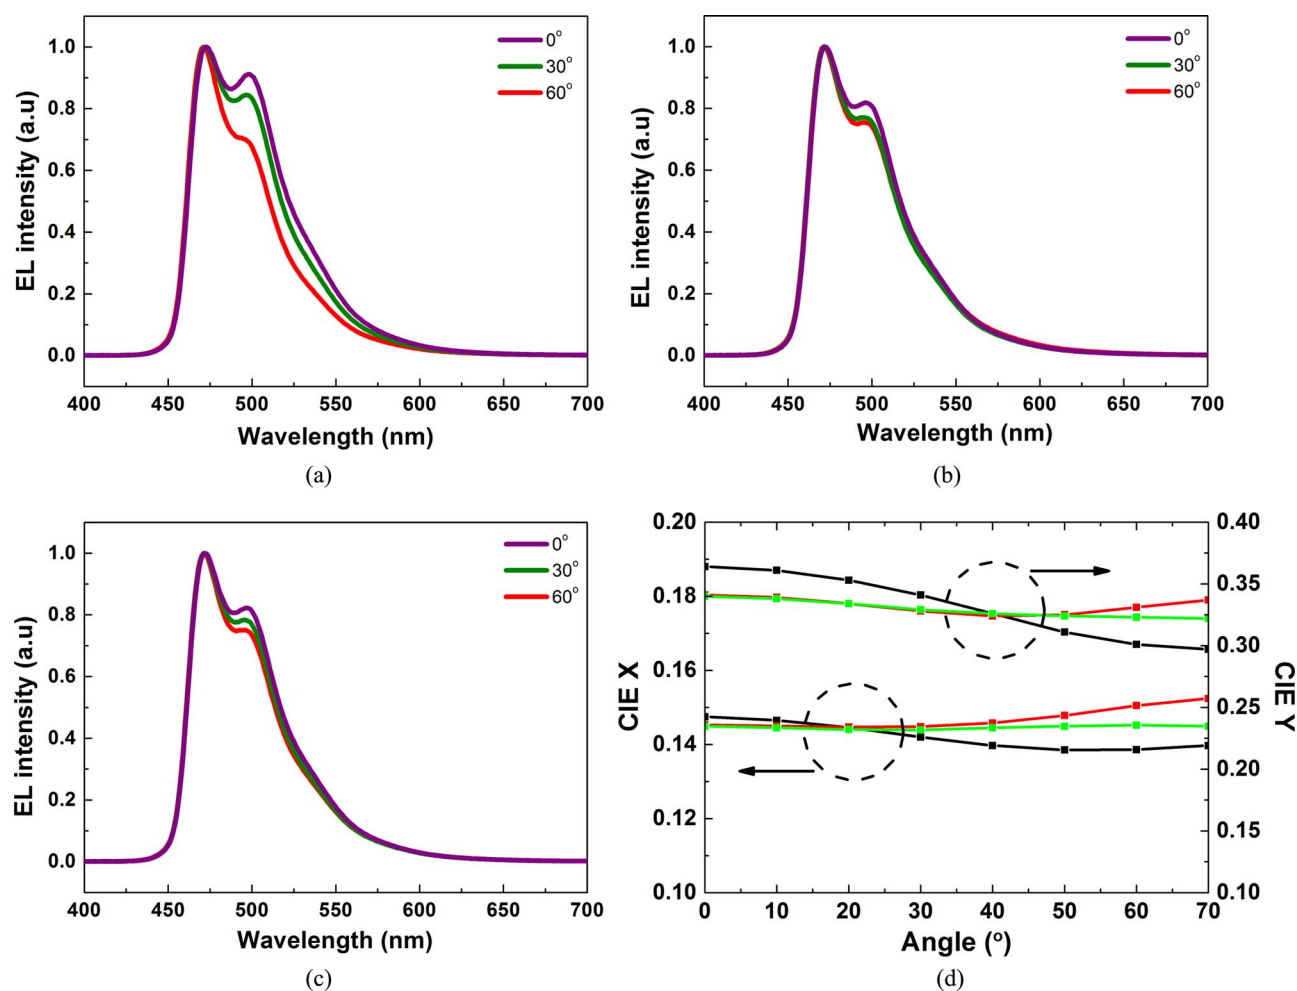 1.0
0.8
0.6
0.4
0.2
0.0
EL intensity (a.u)
0°
30°
60°
400 450 500 550 600 650 700
Wavelength (nm)
(a)
1.0
0.8
0.6
0.4
0.2
0.0
EL intensity (a.u)
0°
30°
60°
400 450 500 550 600 650 700
Wavelength (nm)
(b)
1.0
0.8
0.6
0.4
0.2
0.0
EL intensity (a.u)
0°
30°
60°
400 450 500 550 600 650 700
Wavelength (nm)
(c)
0.20
0.18
0.16
0.14
0.12
0.10
CIE X
0.40
0.35
0.30
0.25
0.20
0.15
0.10
CIE Y
0 10 20 30 40 50 60 70
Angle (º)
(d)